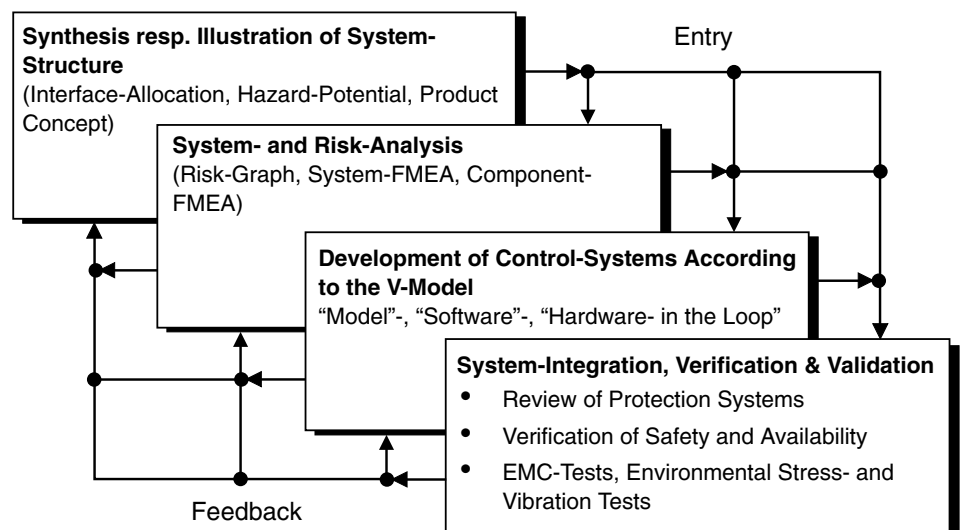 Synthesis resp. Illustration of System-
Structure
(Interface-Allocation, Hazard-Potential, Product
Concept)
Entry
System- and Risk-Analysis
(Risk-Graph, System-FMEA, Component-
FMEA)
Development of Control-Systems According
to the V-Model
“Model”-, “Software”-, “Hardware- in the Loop”
System-Integration, Verification & Validation
• Review of Protection Systems
• Verification of Safety and Availability
• EMC-Tests, Environmental Stress- and
Vibration Tests
Feedback